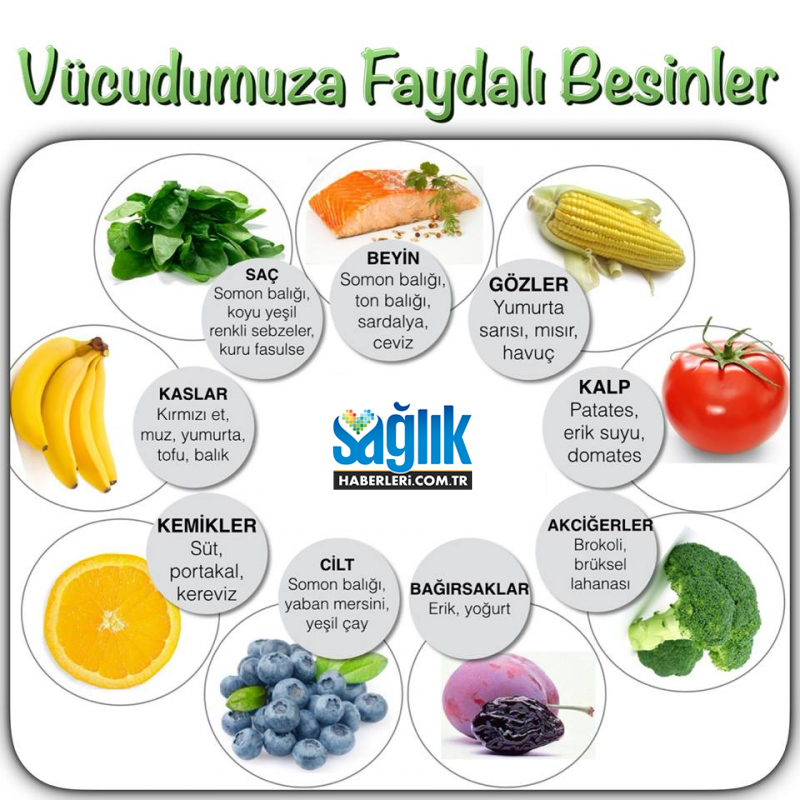 Vücudumuza Faydalı Besinler
SAÇ
Somon balığı,
koyu yeşil
renkli sebzeler,
kuru fasulse
BEYİN
Somon balığı,
ton balığı,
sardalya,
ceviz
GÖZLER
Yumurta
sarısı, mısır,
havuç
KASLAR
Kırmızı et,
muz, yumurta,
tofu, balık
Sağlık
HABERLERİ.COM.TR
KALP
Patates,
erik suyu,
domates
KEMİKLER
Süt,
portakal,
kereviz
CİLT
Somon balığı,
yaban mersini,
yeşil çay
BAĞIRSAKLAR
Erik, yoğurt
AKCİĞERLER
Brokoli,
brüksel
lahanası